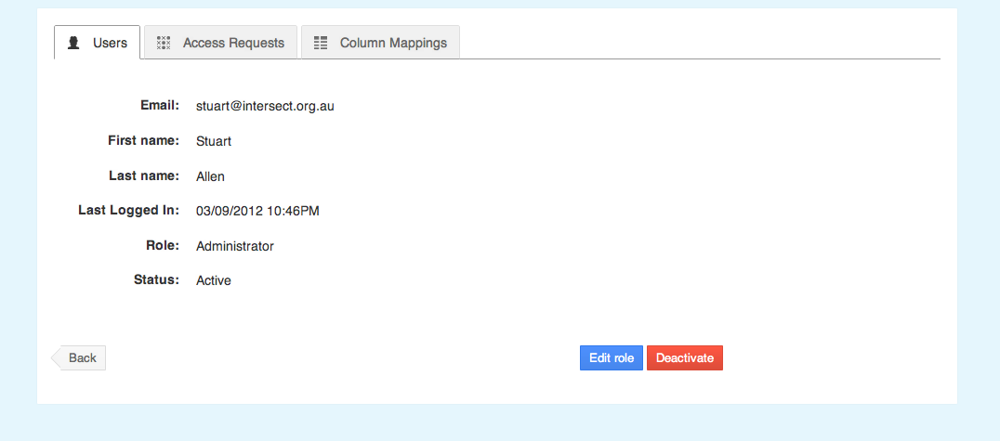 Users Access Requests Column Mappings
Email: stuart@intersect.org.au
First name: Stuart
Last name: Allen
Last Logged In: 03/09/2012 10:46PM
Role: Administrator
Status: Active
Back Edit role Deactivate